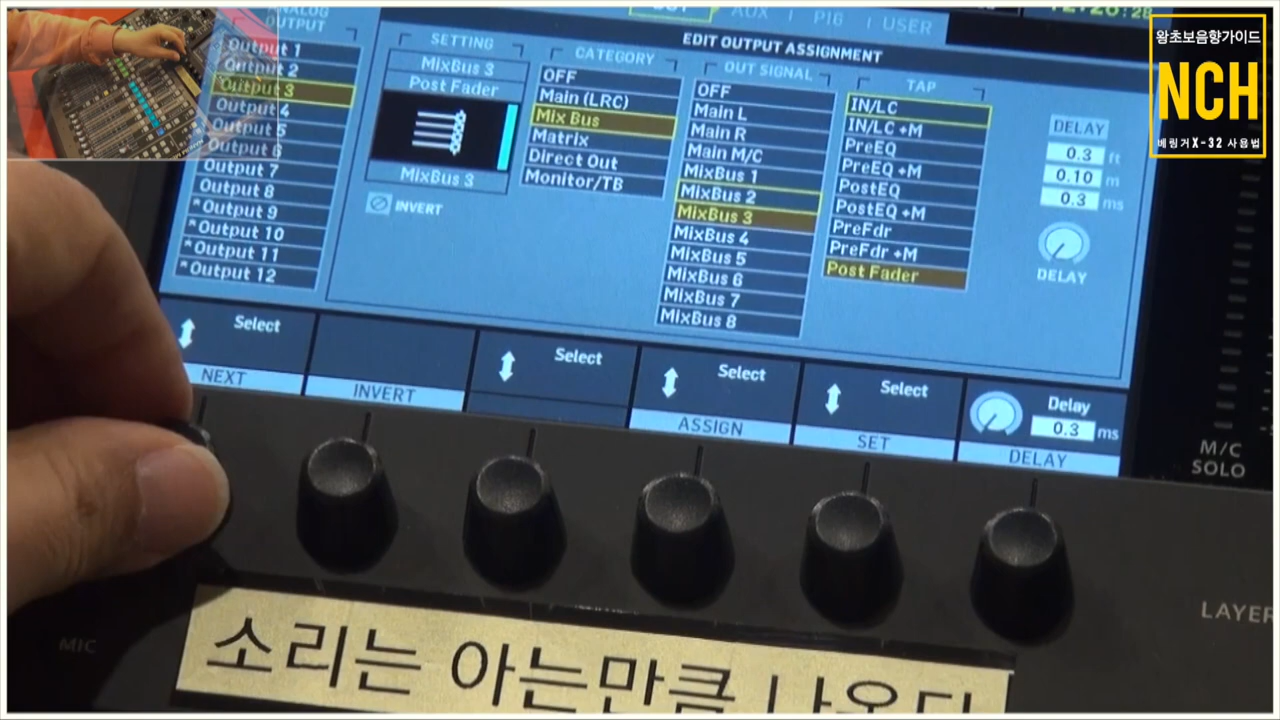 ANALOG
OUTPUT
Output 1
Output 2
Output 3
Output 4
Output 5
Output 6
Output 7
Output 8
*Output 9
*Output 10
*Output 11
*Output 12
AUX
P16
USER
EDIT OUTPUT ASSIGNMENT
SETTING
MixBus 3
Post Fader
MixBus 3
INVERT
CATEGORY
OFF
Main (LRC)
Mix Bus
Matrix
Direct Out
Monitor/TB
OUT SIGNAL
OFF
Main L
Main R
Main M/C
MixBus 1
MixBus 2
MixBus 3
MixBus 4
MixBus 5
MixBus 6
MixBus 7
MixBus 8
TAP
IN/LC
IN/LC +M
PreEQ
PreEQ +M
PostEQ
PostEQ +M
PreFdr
PreFdr +M
Post Fader
DELAY
0.3 ft
0.10 m
0.3 ms
DELAY
Select
NEXT
INVERT
Select
Select
ASSIGN
Select
SET
Delay
0.3 ms
DELAY
M/C
SOLO
LAYER
MIC
소리는 아는만큼
왕초보음향가이드
NCH
베링거X-32 사용법